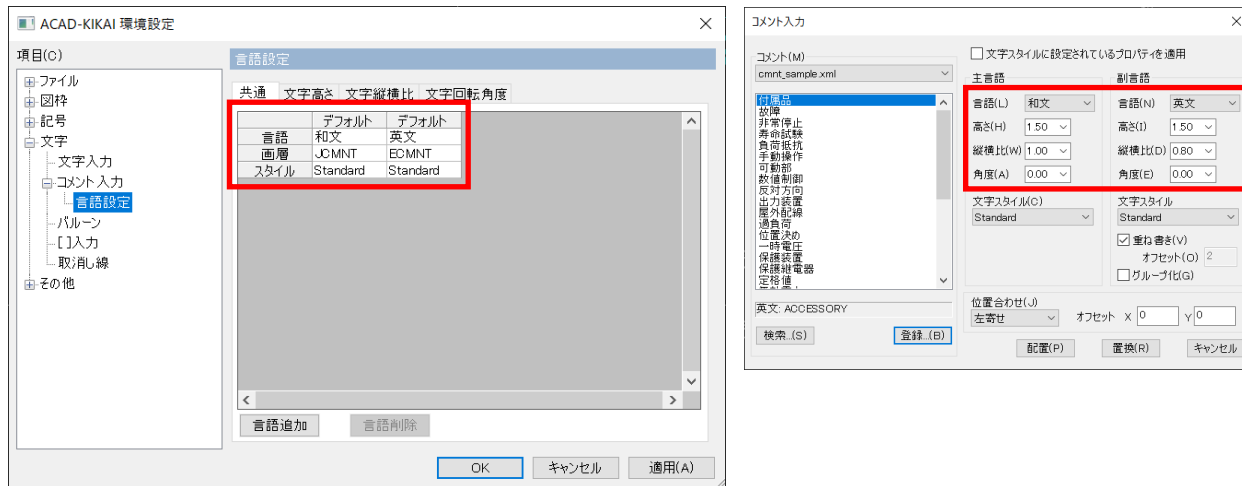 ACAD-KIKAI 環境設定
項目(C)
ファイル
図枠
記号
文字
文字入力
コメント入力
言語設定
バルーン
[ ]入力
取消し線
その他
言語設定
共通 文字高さ 文字縦横比 文字回転角度
デフォルト デフォルト
言語 和文 英文
画層 JCMNT ECMNT
スタイル Standard Standard
言語追加 言語削除
OK キャンセル 適用(A)
コメント入力
コメント(M)
cmnt_sample.xml
付属品
故障
非常停止
寿命試験
負荷抵抗
手動操作
可動部
数値制御
反対方向
出力装置
屋外配線
過負荷
位置決め
一時電圧
保護装置
保護継電器
定格値
英文: ACCESSORY
検索...(S) 登録...(B)
文字スタイルに設定されているプロパティを適用
主言語 副言語
言語(L) 和文 言語(N) 英文
高さ(H) 1.50 高さ(I) 1.50
縦横比(W) 1.00 縦横比(D) 0.80
角度(A) 0.00 角度(E) 0.00
文字スタイル(C) 文字スタイル
Standard Standard
重ね書き(V)
オフセット(O) 2
グループ化(G)
位置合わせ(J)
左寄せ オフセット X 0 Y 0
配置(P) 置換(R) キャンセル